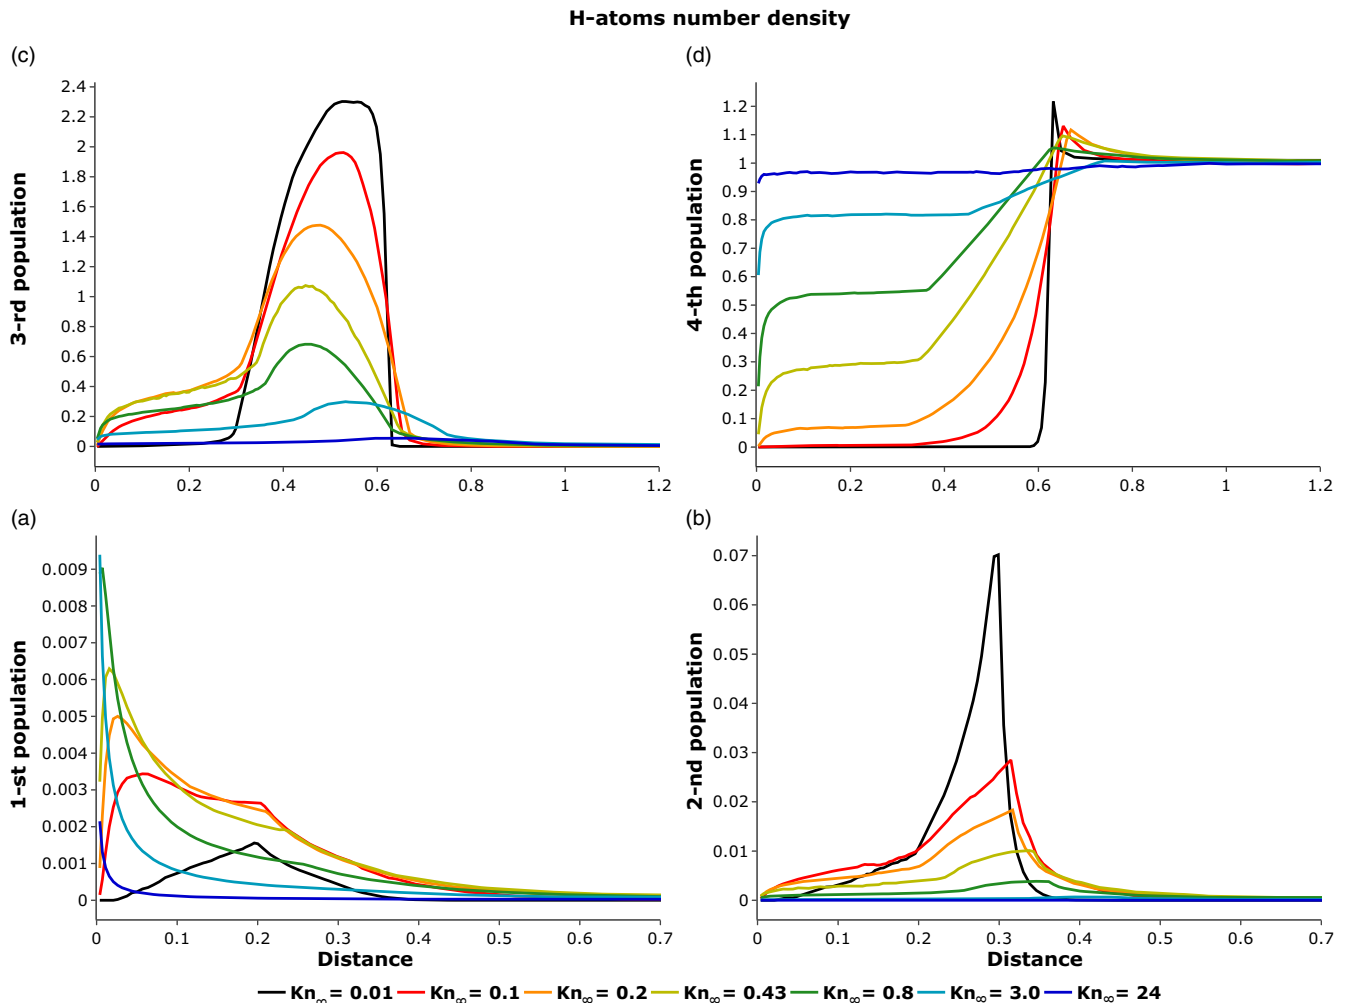 H-atoms number density
(c)
3-rd population
2.4
2.2
2
1.8
1.6
1.4
1.2
1
0.8
0.6
0.4
0.2
0
0 0.2 0.4 0.6 0.8 1 1.2
(d)
4-th population
1.2
1.1
1
0.9
0.8
0.7
0.6
0.5
0.4
0.3
0.2
0.1
0
0 0.2 0.4 0.6 0.8 1 1.2
(a)
1-st population
0.009
0.008
0.007
0.006
0.005
0.004
0.003
0.002
0.001
0
0 0.1 0.2 0.3 0.4 0.5 0.6 0.7
Distance
(b)
2-nd population
0.07
0.06
0.05
0.04
0.03
0.02
0.01
0
0 0.1 0.2 0.3 0.4 0.5 0.6 0.7
Distance
Kn∞= 0.01 Kn∞= 0.1 Kn∞= 0.2 Kn∞= 0.43 Kn∞= 0.8 Kn∞= 3.0 Kn∞= 24